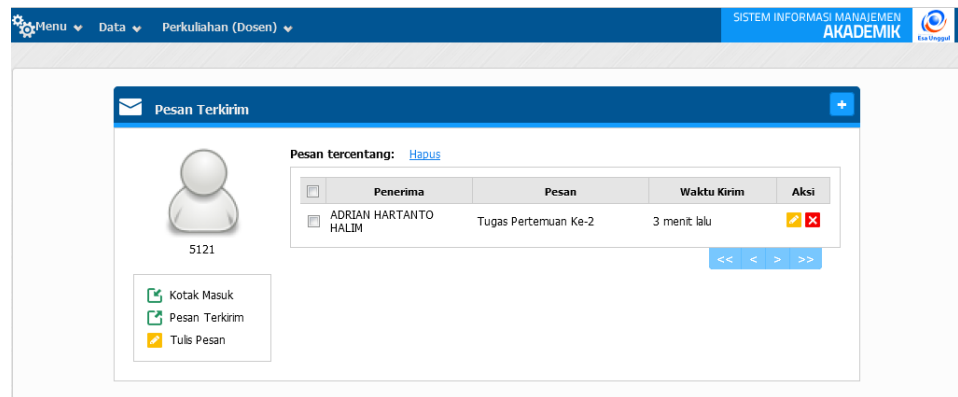 Menu Data Perkuliahan (Dosen)
SISTEM INFORMASI MANAJEMEN
AKADEMIK
Esa Unggul
Pesan Terkirim
+
Pesan tercentang: Hapus
Penerima Pesan Waktu Kirim Aksi
ADRIAN HARTANTO
HALIM
Tugas Pertemuan Ke-2 3 menit lalu
<< < > >>
5121
Kotak Masuk
Pesan Terkirim
Tulis Pesan